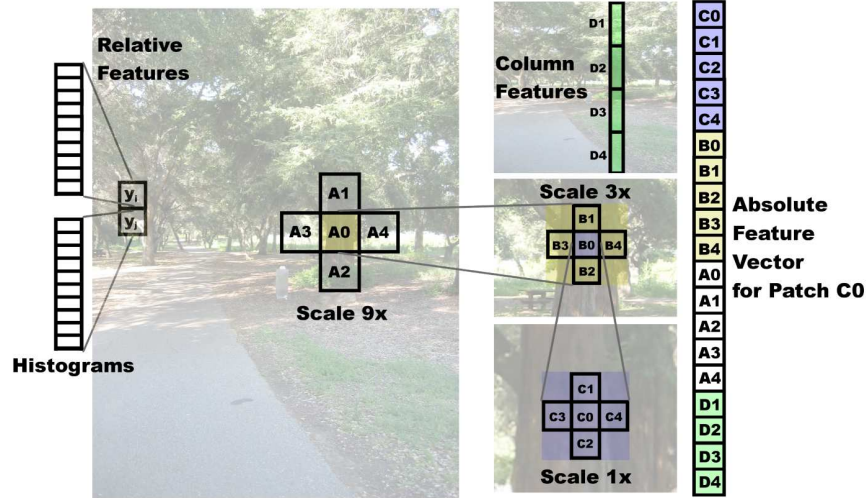 Relative
Features
y_i
y_j
Histograms
A1
A3 A0 A4
A2
Scale 9x
Column
Features
D1
D2
D3
D4
Scale 3x
B1
B3 B0 B4
B2
C1
C3 C0 C4
C2
Scale 1x
C0
C1
C2
C3
C4
B0
B1
B2
B3
B4
A0
A1
A2
A3
A4
D1
D2
D3
D4
Absolute
Feature
Vector
for Patch C0